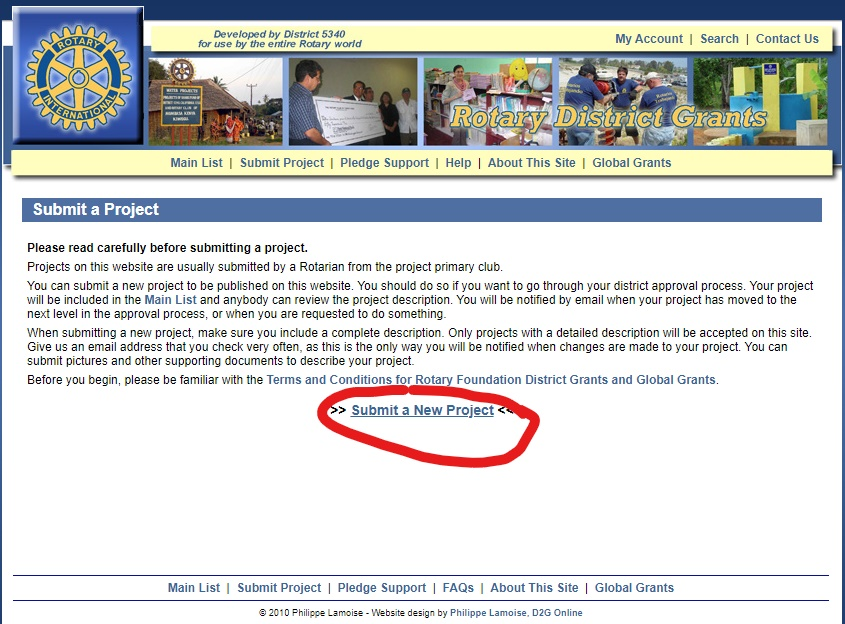 Developed by District 5340
for use by the entire Rotary world
My Account | Search | Contact Us
ROTARY
INTERNATIONAL
WATER PROJECTS
Rotary District Grants
Main List | Submit Project | Pledge Support | Help | About This Site | Global Grants
Submit a Project
Please read carefully before submitting a project.
Projects on this website are usually submitted by a Rotarian from the project primary club.
You can submit a new project to be published on this website. You should do so if you want to go through your district approval process. Your project
will be included in the Main List and anybody can review the project description. You will be notified by email when your project has moved to the
next level in the approval process, or when you are requested to do something.
When submitting a new project, make sure you include a complete description. Only projects with a detailed description will be accepted on this site.
Give us an email address that you check very often, as this is the only way you will be notified when changes are made to your project. You can
submit pictures and other supporting documents to describe your project.
Before you begin, please be familiar with the Terms and Conditions for Rotary Foundation District Grants and Global Grants.
>> Submit a New Project <<
Main List | Submit Project | Pledge Support | FAQs | About This Site | Global Grants
© 2010 Philippe Lamoise - Website design by Philippe Lamoise, D2G Online